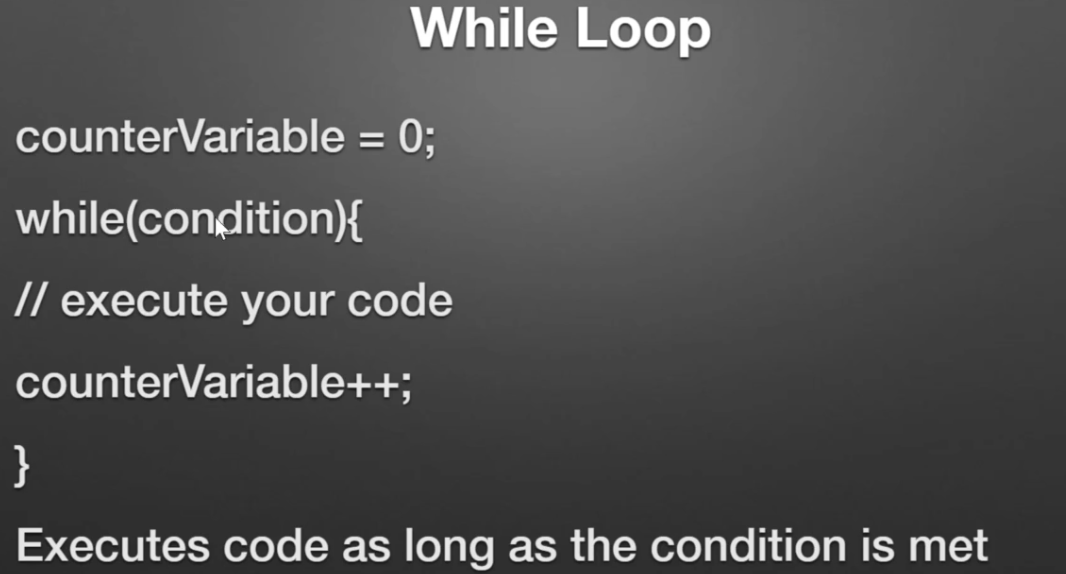 While Loop
counterVariable = 0;
while(condition){
// execute your code
counterVariable++;
}
Executes code as long as the condition is met